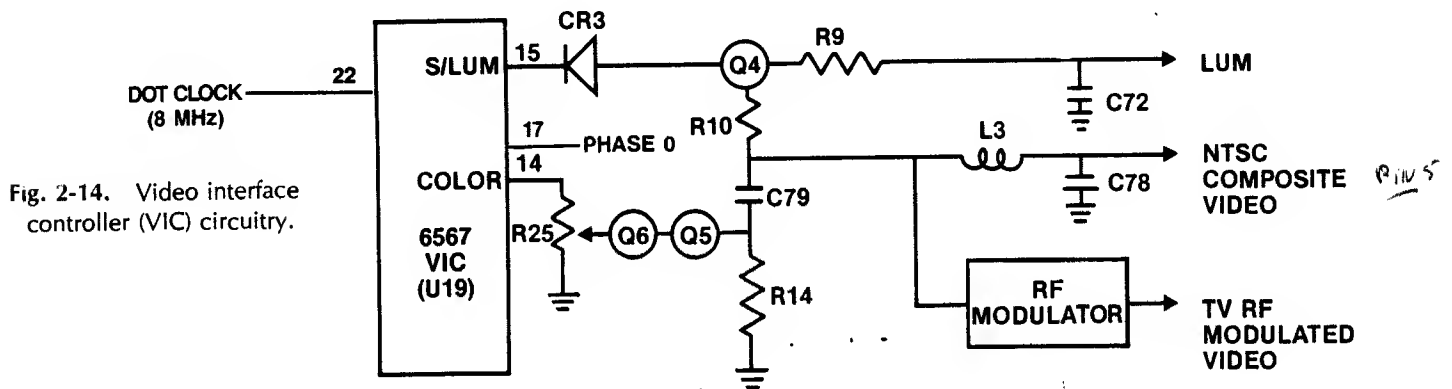 CR3
S/LUM
15
Q4
R9
LUM
22
DOT CLOCK
(8 MHz)
C72
R10
17
PHASE 0
L3
14
COLOR
NTSC
COMPOSITE
VIDEO
PIN 5
C79
C78
Fig. 2-14. Video interface
controller (VIC) circuitry.
R25
Q6
Q5
6567
VIC
(U19)
R14
RF
MODULATOR
TV RF
MODULATED
VIDEO